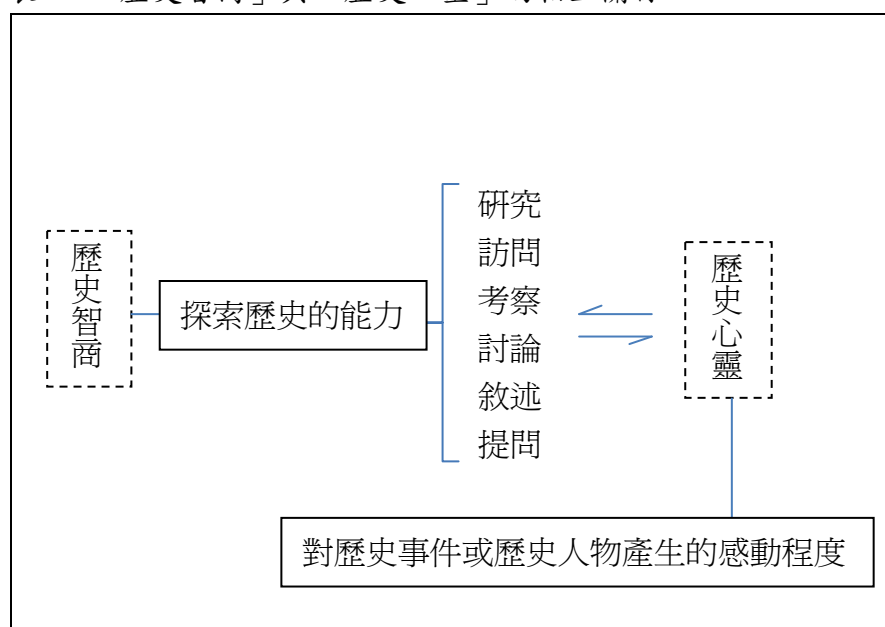 歷史智商
探索歷史的能力
研究
訪問
考察
討論
敘述
提問
歷史心靈
對歷史事件或歷史人物產生的感動程度